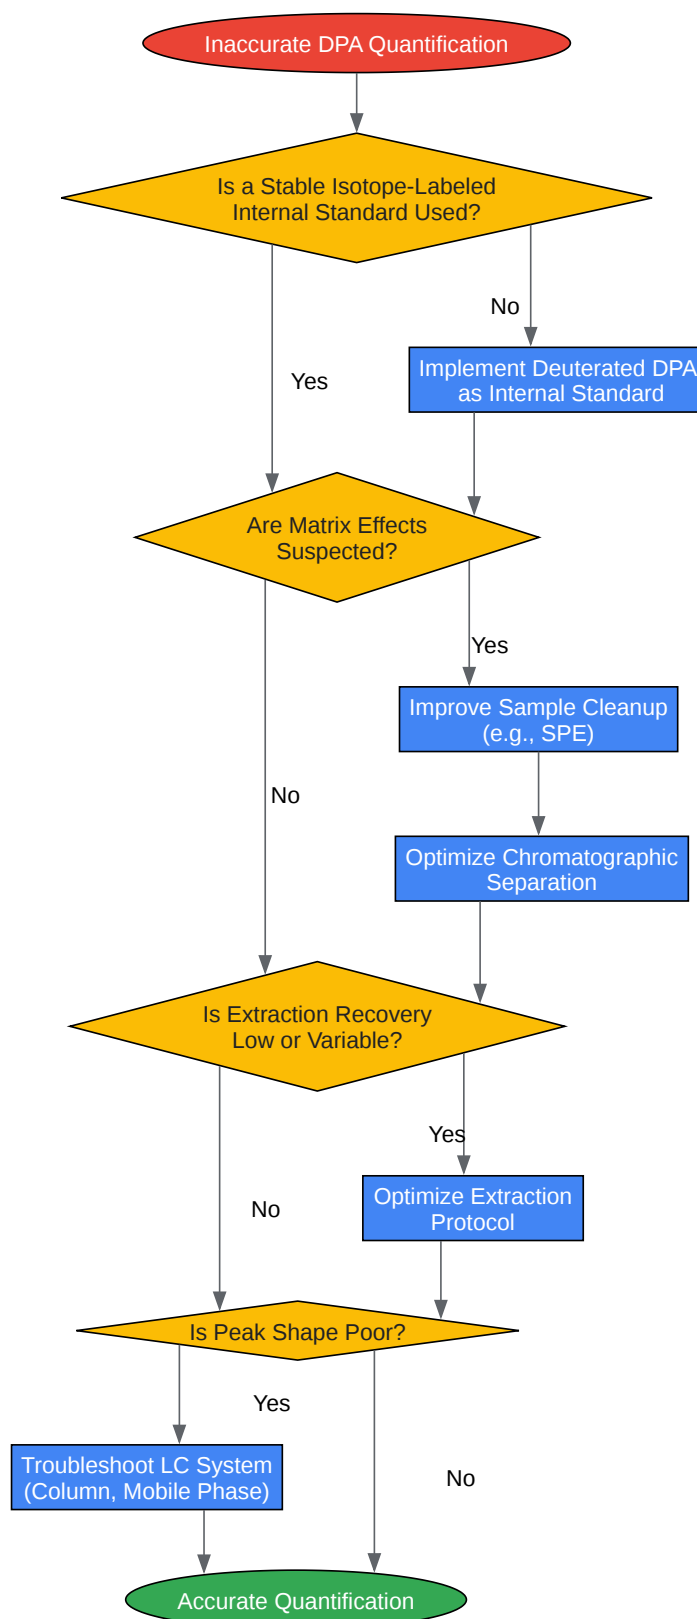 Inaccurate DPA Quantification
Is a Stable Isotope-Labeled
Internal Standard Used?
No
Implement Deuterated DPA
as Internal Standard
Yes
Are Matrix Effects
Suspected?
Yes
Improve Sample Cleanup
(e.g., SPE)
No
Optimize Chromatographic
Separation
Is Extraction Recovery
Low or Variable?
Yes
Optimize Extraction
Protocol
No
Is Peak Shape Poor?
Yes
Troubleshoot LC System
(Column, Mobile Phase)
No
Accurate Quantification